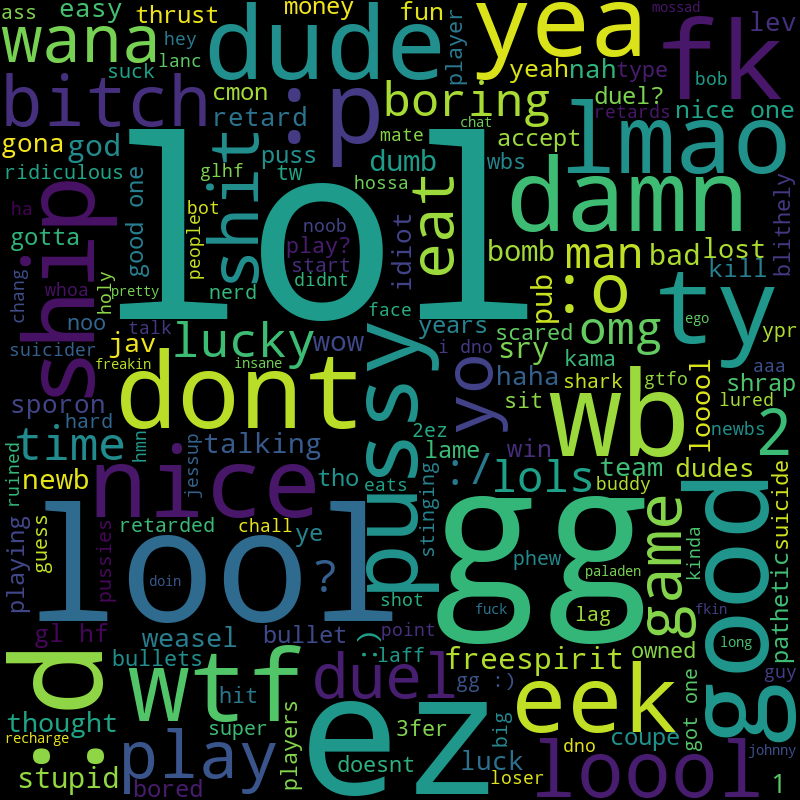 ass
easy
thrust
money
fun
player
yea
mossad
lev
wana
hey
lanc
suck
dude
yeah
nah
type
bob
fk
bitch
:p
cmon
retard
boring
duel?
retards
nice one
chat
mate
accept
lmao
gona
god
ridiculous
shit
puss
glhf
tw
dumb
wbs
hossa
damn
blithely
ha
good one
bot
people
lol
noob
play?
start
didnt
idiot
eat
bomb
man
bad
lost
kill
gotta
ship
whoa
holy
pretty
nerd
pub
:o
ty
chang
noo
talk
face
years
scared
omg
ego
ypr
suicider
jav
freakin
lucky
wow
insane
i dno
sry
kama
aaa
dont
pussy
yo
haha
shark
gtfo
shrap
sporon
sit
wb
looool
lured
newbs
2
hard
time
hmn
jessup
talking
2ez
lame
win
ruined
newb
nice
tho
eats
:/
lols
team
dudes
buddy
suicide
playing
guess
pussies
retarded
chall
ye
stinging
gg
game
kinda
good
pathetic
lool
doin
?
phew
paladen
shot
fuck
lag
fkin
gl hf
weasel
bullet
:)
point
laff
long
:d
bullets
wtf
duel
gg :)
freespirit
owned
guy
hit
eek
got one
thought
recharge
super
players
ez
3fer
big
coupe
dno
johnny
stupid
play
bored
doesnt
luck
loser
loool
1